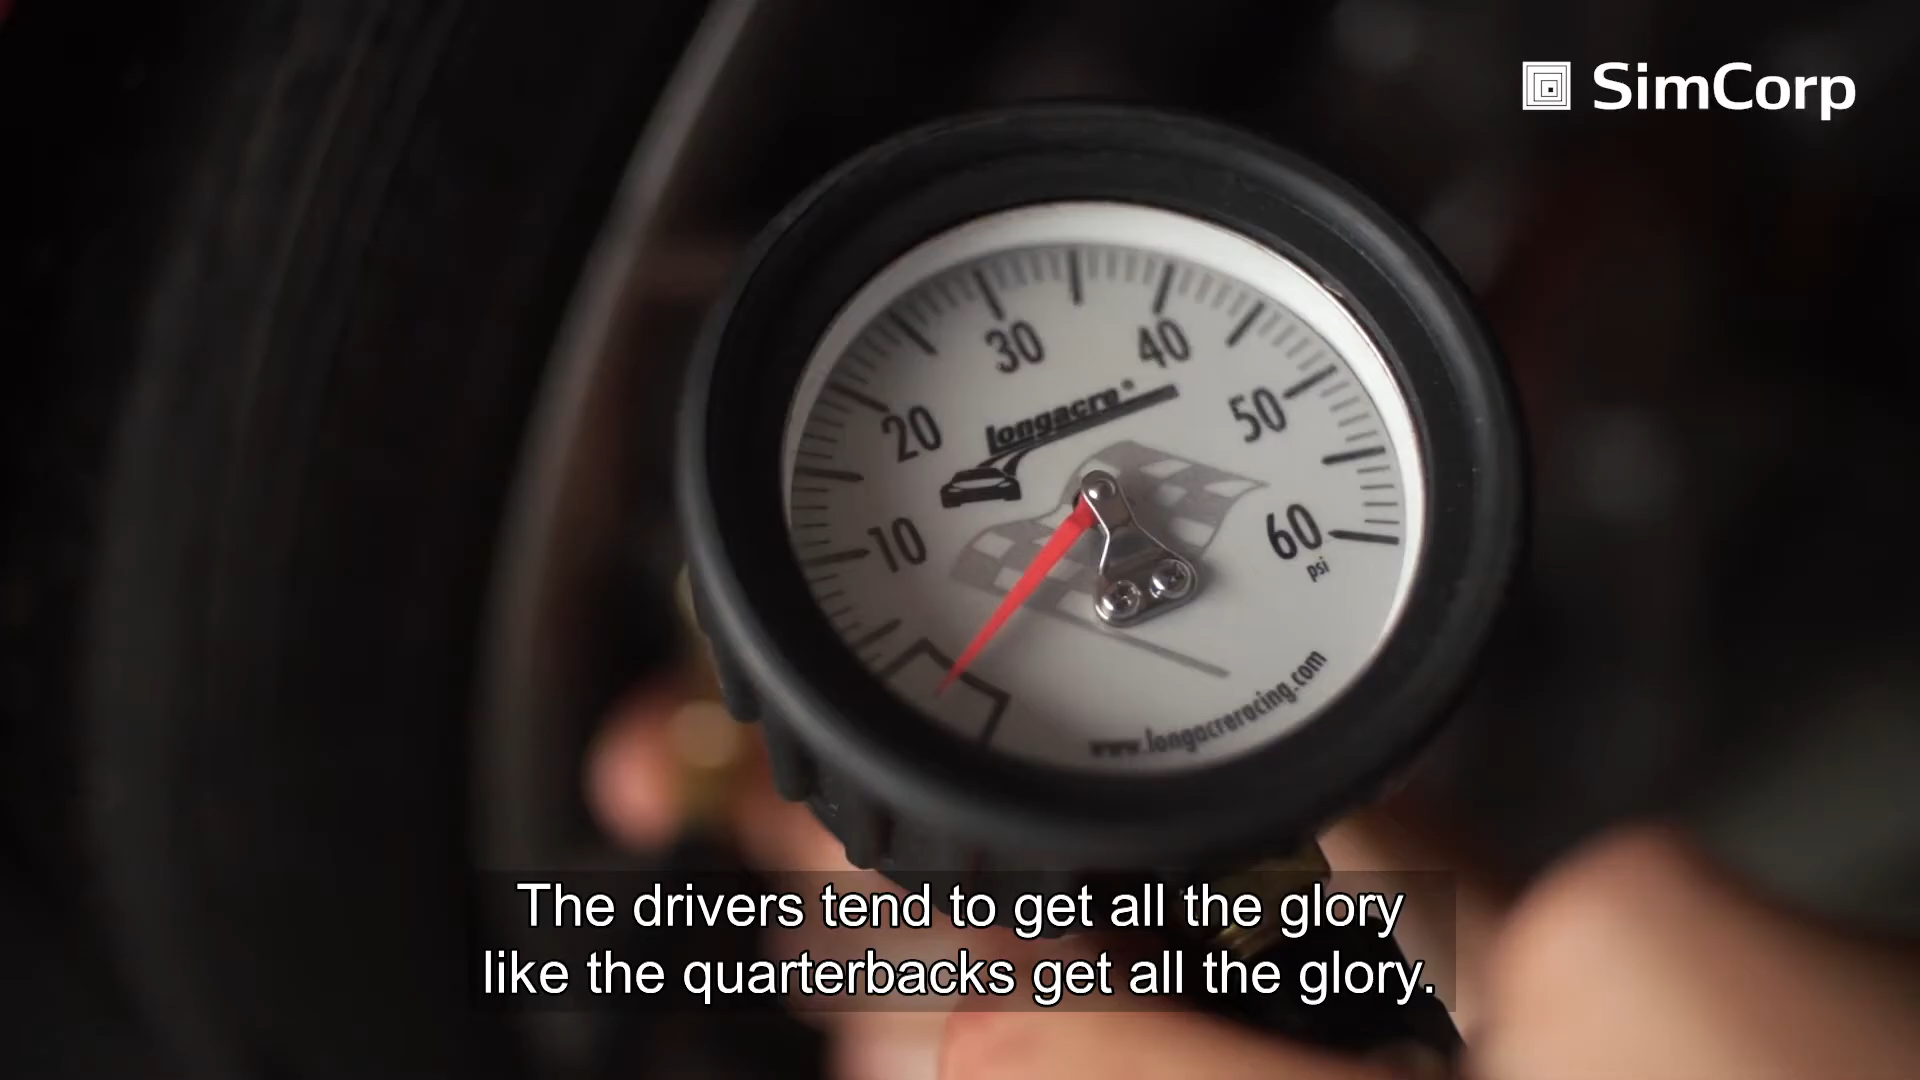 SimCorp
30
40
20
longacre®
50
10
60
psi
www.longacreracing.com
The drivers tend to get all the glory
like the quarterbacks get all the glory.